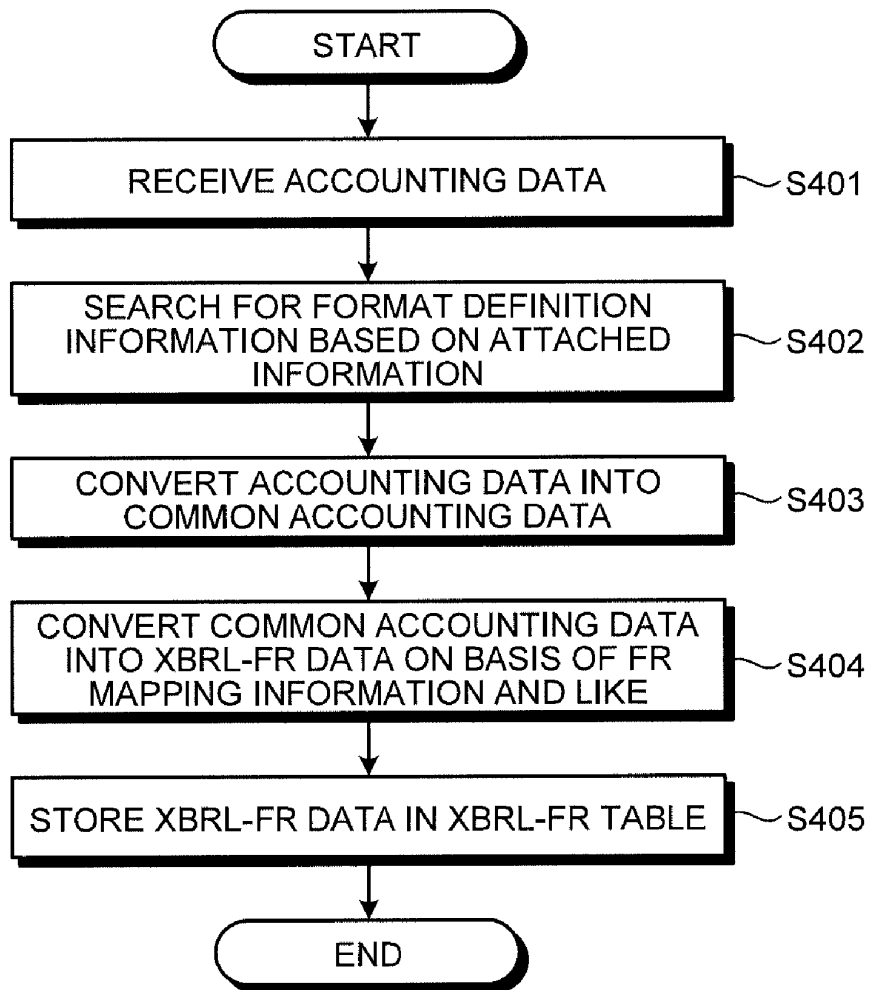 START
RECEIVE ACCOUNTING DATA
S401
SEARCH FOR FORMAT DEFINITION
INFORMATION BASED ON ATTACHED
INFORMATION
S402
CONVERT ACCOUNTING DATA INTO
COMMON ACCOUNTING DATA
S403
CONVERT COMMON ACCOUNTING DATA
INTO XBRL-FR DATA ON BASIS OF FR
MAPPING INFORMATION AND LIKE
S404
STORE XBRL-FR DATA IN XBRL-FR TABLE
S405
END